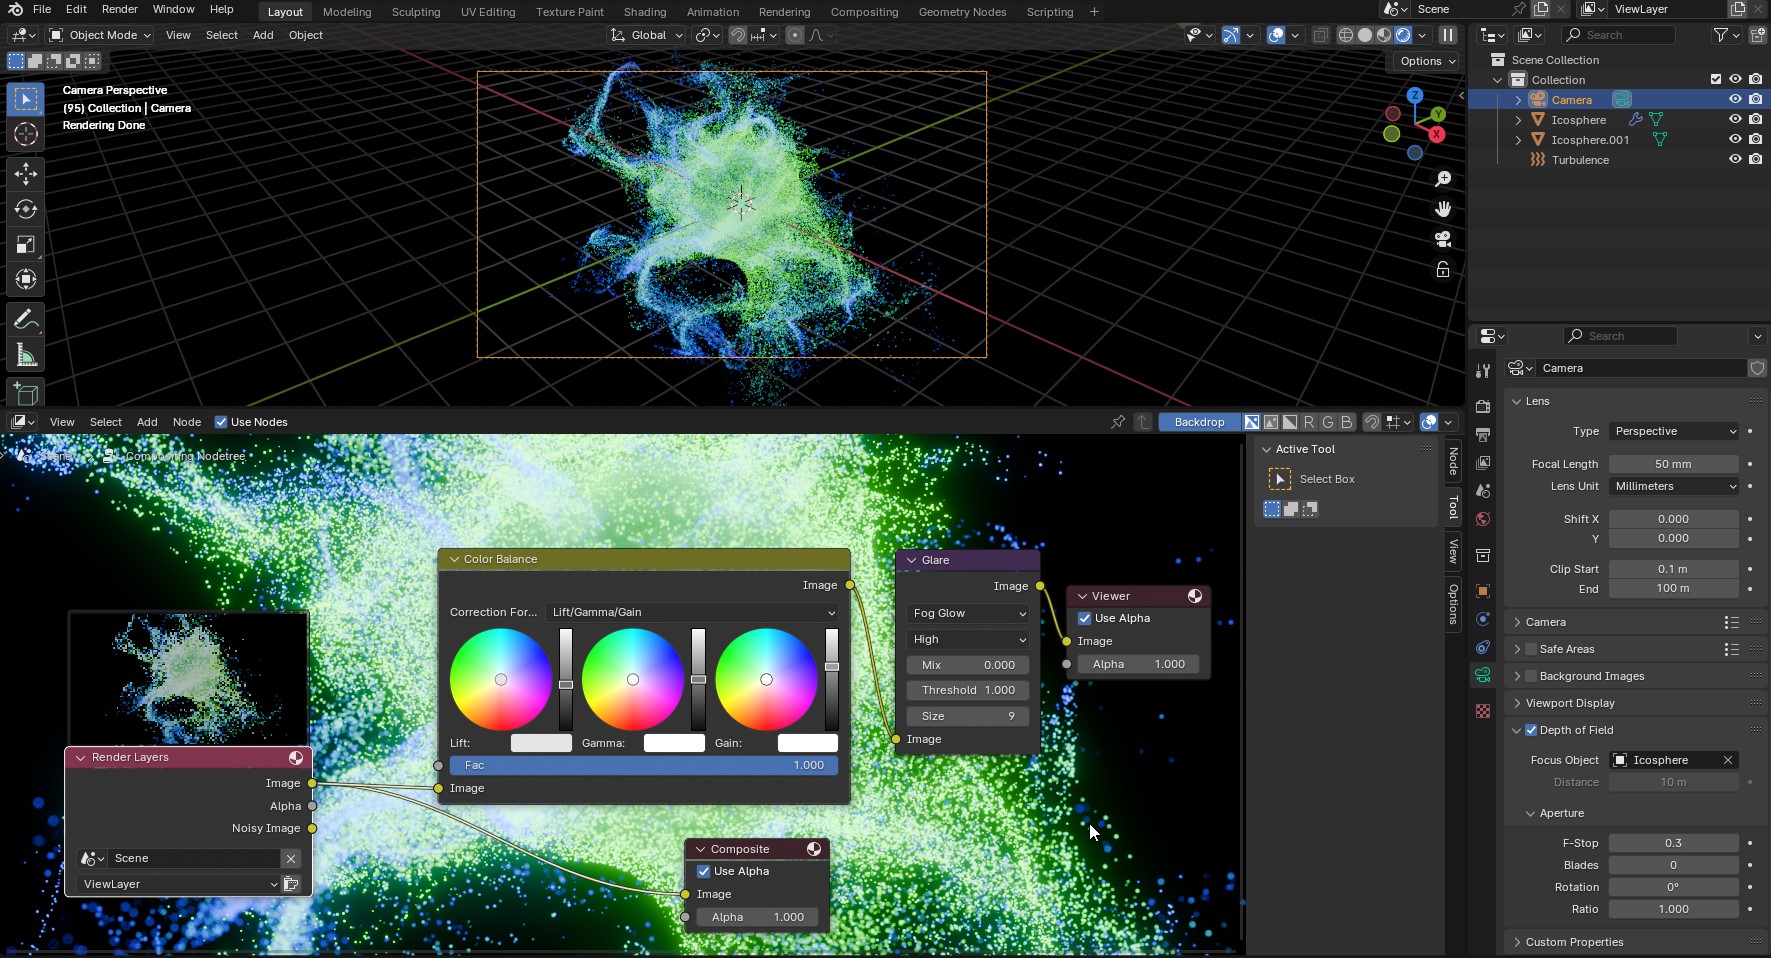 File Edit Render Window Help Layout Modeling Sculpting UV Editing Texture Paint Shading Animation Rendering Compositing Geometry Nodes Scripting + Scene ViewLayer
Object Mode View Select Add Object Global
Options
Camera Perspective
(95) Collection | Camera
Rendering Done
Z
Y
X
Search
Scene Collection
Collection
Camera
Icosphere
Icosphere.001
Turbulence
View Select Add Node Use Nodes Backdrop R G B
Scene Compositing Nodetree
Color Balance
Image
Correction For... Lift/Gamma/Gain
Lift: Gamma: Gain:
Fac 1.000
Image
Glare
Image
Fog Glow
High
Mix 0.000
Threshold 1.000
Size 9
Image
Viewer
Use Alpha
Image
Alpha 1.000
Render Layers
Image
Alpha
Noisy Image
Scene
ViewLayer
Composite
Use Alpha
Image
Alpha 1.000
Active Tool
Select Box
Node
Tool
View
Options
Search
Camera
Lens
Type Perspective
Focal Length 50 mm
Lens Unit Millimeters
Shift X 0.000
Y 0.000
Clip Start 0.1 m
End 100 m
Camera
Safe Areas
Background Images
Viewport Display
Depth of Field
Focus Object Icosphere
Distance 10 m
Aperture
F-Stop 0.3
Blades 0
Rotation 0°
Ratio 1.000
Custom Properties